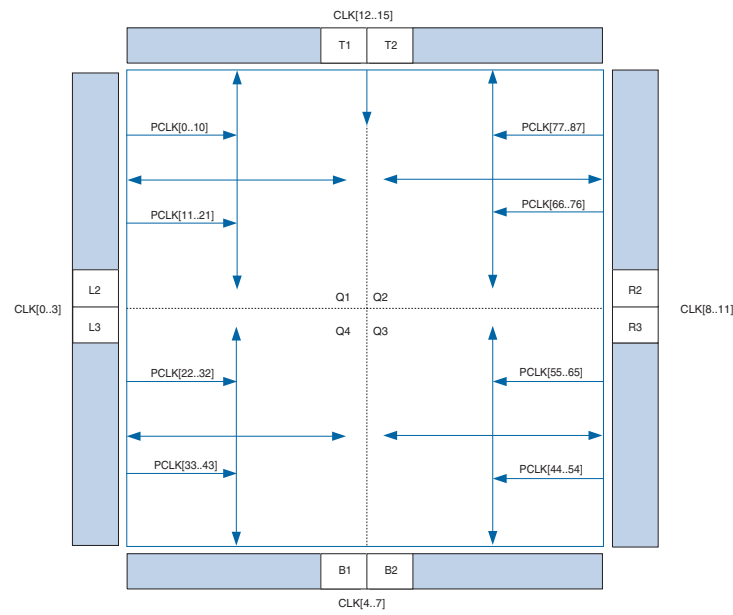 CLK[12..15]
T1 T2
PCLK[0..10] PCLK[77..87]
PCLK[11..21] PCLK[66..76]
L2 R2
Q1 Q2
CLK[0..3] CLK[8..11]
L3 R3
Q4 Q3
PCLK[22..32] PCLK[55..65]
PCLK[33..43] PCLK[44..54]
B1 B2
CLK[4..7]